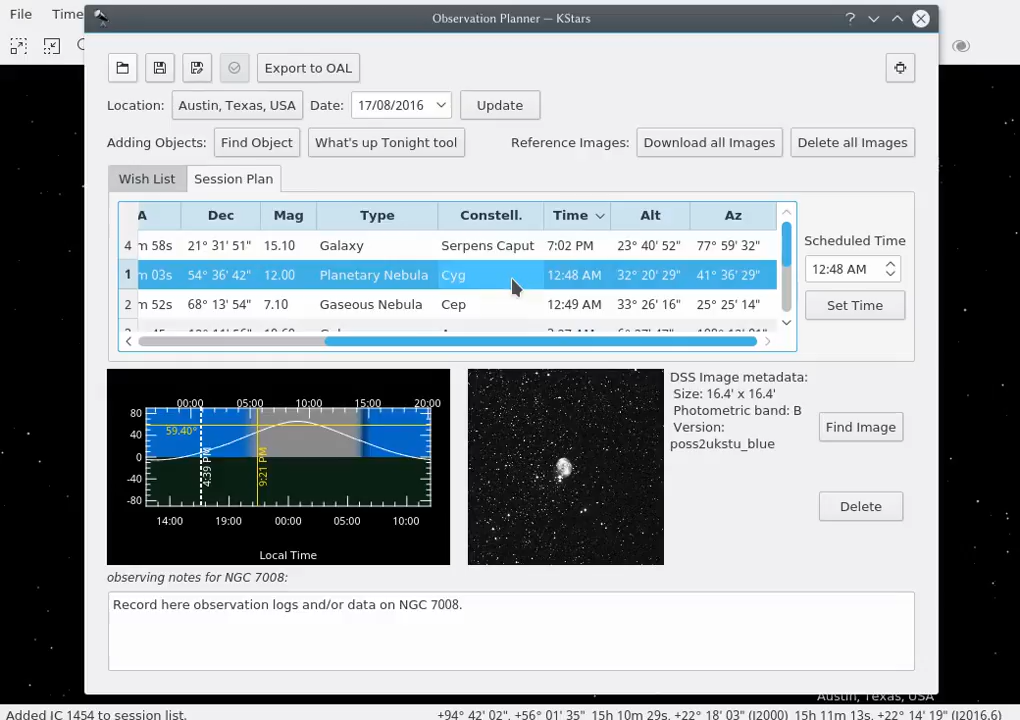 File Time
Observation Planner — KStars
Export to OAL
Location: Austin, Texas, USA Date: 17/08/2016 Update
Adding Objects: Find Object What's up Tonight tool Reference Images: Download all Images Delete all Images
Wish List Session Plan
A Dec Mag Type Constell. Time Alt Az
4 m 58s 21° 31' 51" 15.10 Galaxy Serpens Caput 7:02 PM 23° 40' 52" 77° 59' 32"
1 m 03s 54° 36' 42" 12.00 Planetary Nebula Cyg 12:48 AM 32° 20' 29" 41° 36' 29"
2 m 52s 68° 13' 54" 7.10 Gaseous Nebula Cep 12:49 AM 33° 26' 16" 25° 25' 14"
Scheduled Time
12:48 AM
Set Time
00:00 05:00 10:00 15:00 20:00
80
59.40°
40
0
-40
-80
4:39 PM
9:21 PM
14:00 19:00 00:00 05:00 10:00
Local Time
DSS Image metadata:
Size: 16.4' x 16.4'
Photometric band: B
Version:
poss2ukstu_blue
Find Image
Delete
observing notes for NGC 7008:
Record here observation logs and/or data on NGC 7008.
Austin, Texas, USA
Added IC 1454 to session list. +94° 42' 02", +56° 01' 35" 15h 10m 29s, +22° 18' 03" (J2000) 15h 11m 13s, +22° 14' 19" (J2016.6)